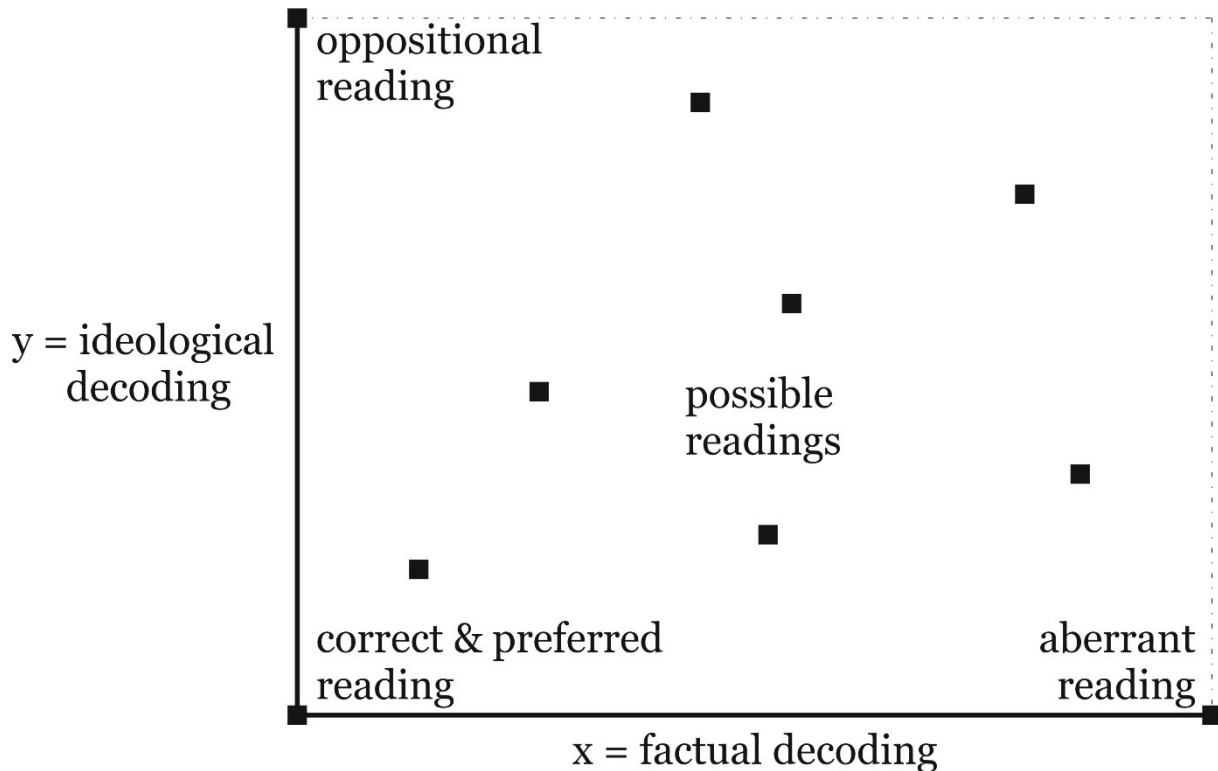 oppositional
reading
y = ideological
decoding
possible
readings
correct & preferred
reading
aberrant
reading
x = factual decoding